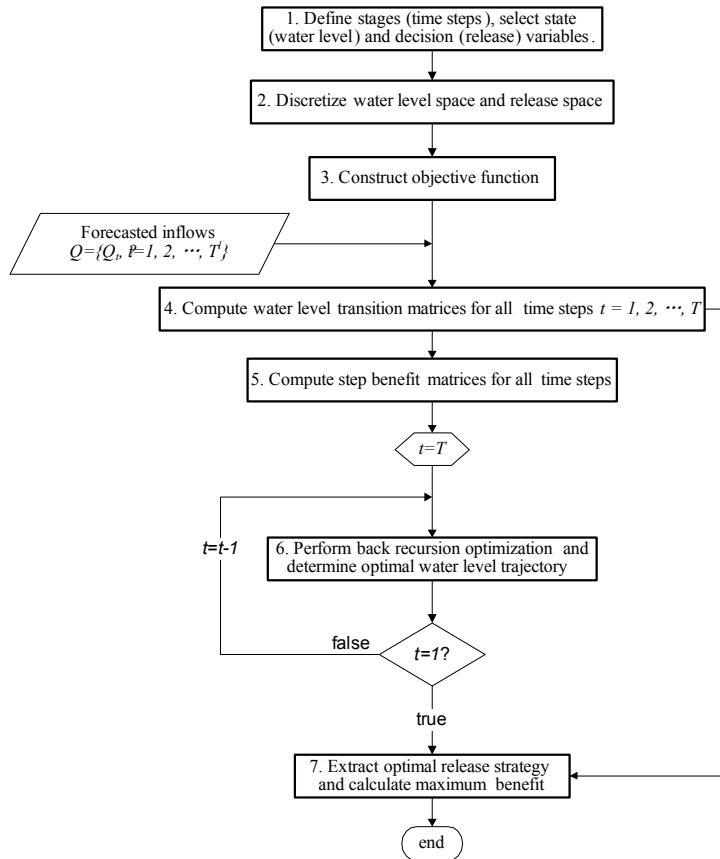 1. Define stages (time steps), select state
(water level) and decision (release) variables.
2. Discretize water level space and release space
3. Construct objective function
Forecasted inflows
Q={Qt, t=1, 2, ···, T}
4. Compute water level transition matrices for all time steps t = 1, 2, ···, T
5. Compute step benefit matrices for all time steps
t=T
t=t-1
6. Perform back recursion optimization and
determine optimal water level trajectory
false
t=1?
true
7. Extract optimal release strategy
and calculate maximum benefit
end